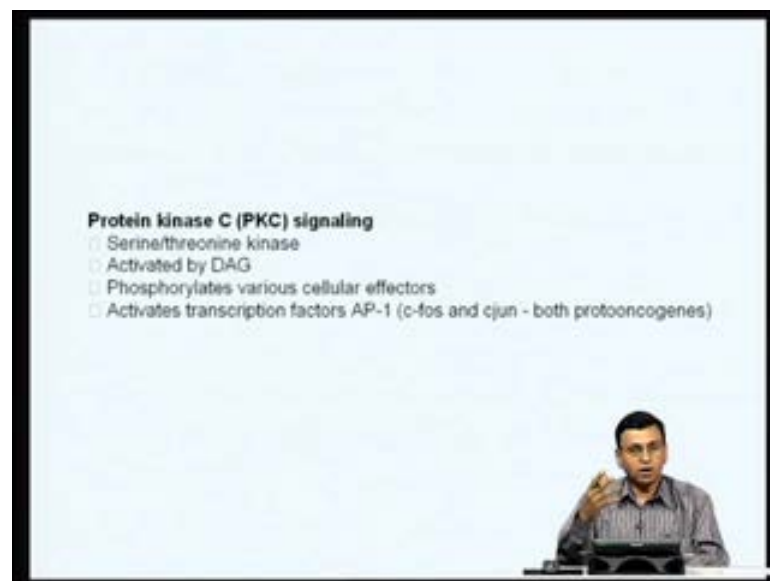 Protein kinase C (PKC) signaling
Serine/threonine kinase
Activated by DAG
Phosphorylates various cellular effectors
Activates transcription factors AP-1 (c-fos and cjun - both protooncogenes)